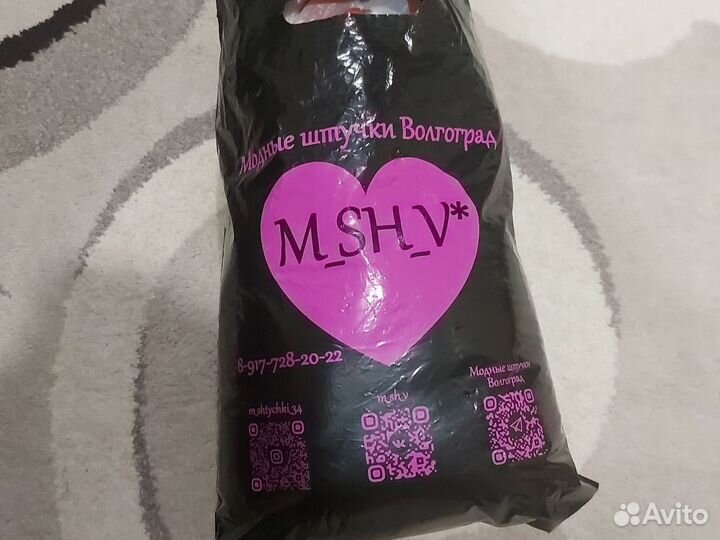 Модные штучки Волгоград
M_SH_V*
8-917-728-20-22
m_shtychki_34
m_sh_v
Модные штучки
Волгоград
Avito